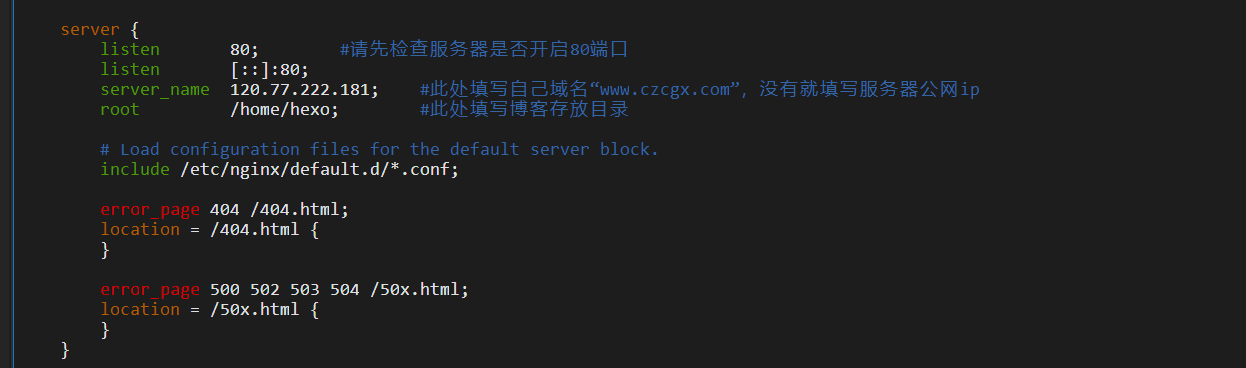 server {
listen 80; #请先检查服务器是否开启80端口
listen [::]:80;
server_name 120.77.222.181; #此处填写自己域名“www.czcgx.com”，没有就填写服务器公网ip
root /home/hexo; #此处填写博客存放目录
# Load configuration files for the default server block.
include /etc/nginx/default.d/*.conf;
error_page 404 /404.html;
location = /404.html {
}
error_page 500 502 503 504 /50x.html;
location = /50x.html {
}
}